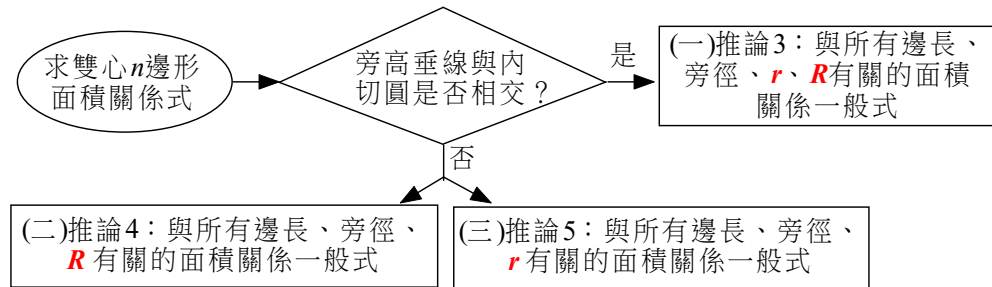 求雙心n邊形
面積關係式
旁高垂線與內
切圓是否相交？
是
(一)推論3：與所有邊長、
旁徑、r、R有關的面積
關係一般式
否
(二)推論4：與所有邊長、旁徑、
R 有關的面積關係一般式
(三)推論5：與所有邊長、旁徑、
r 有關的面積關係一般式